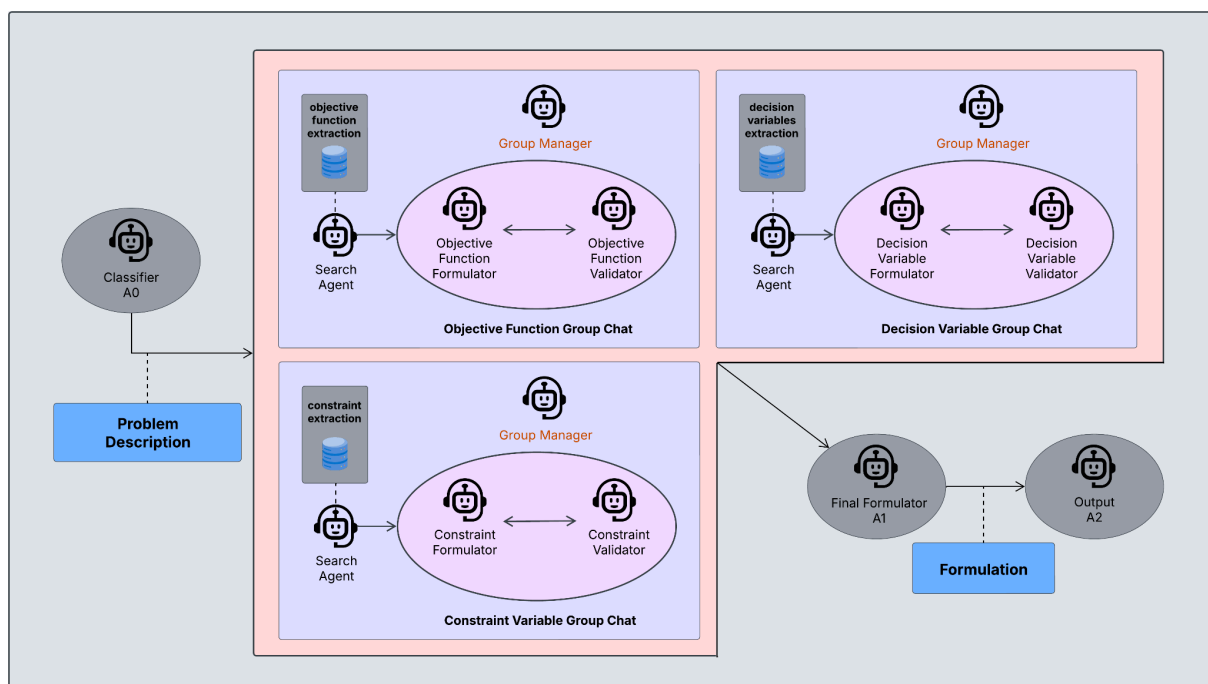 Classifier
A0
Problem
Description
objective
function
extraction
Group Manager
Search
Agent
Objective
Function
Formulator
Objective
Function
Validator
Objective Function Group Chat
decision
variables
extraction
Group Manager
Search
Agent
Decision
Variable
Formulator
Decision
Variable
Validator
Decision Variable Group Chat
constraint
extraction
Group Manager
Search
Agent
Constraint
Formulator
Constraint
Validator
Constraint Variable Group Chat
Final Formulator
A1
Output
A2
Formulation